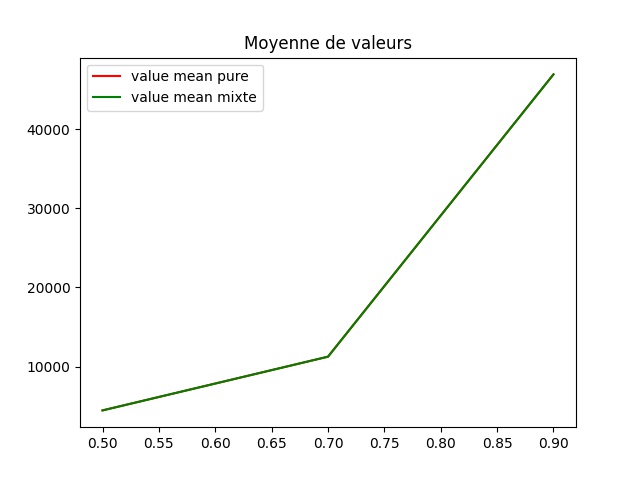 Moyenne de valeurs
value mean pure
value mean mixte
40000
30000
20000
10000
0.50 0.55 0.60 0.65 0.70 0.75 0.80 0.85 0.90